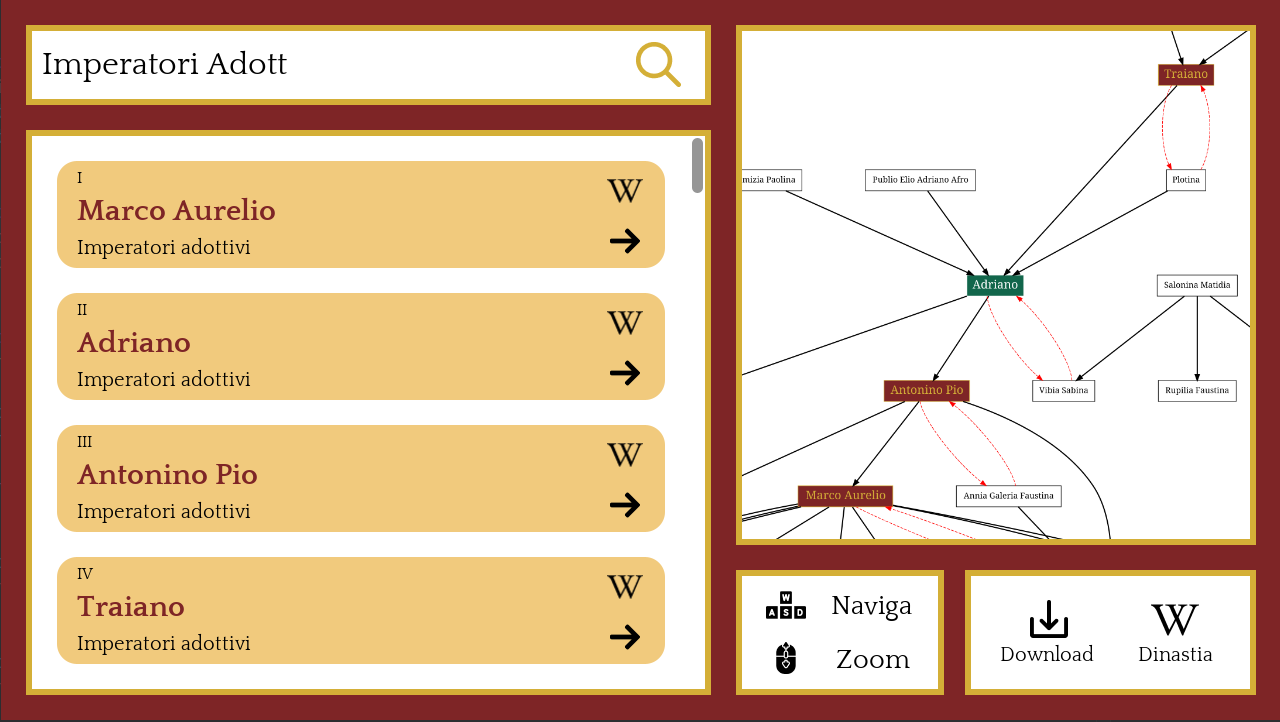 Imperatori Adott
I
Marco Aurelio
Imperatori adottivi
W
II
Adriano
Imperatori adottivi
W
III
Antonino Pio
Imperatori adottivi
W
IV
Traiano
Imperatori adottivi
W
Traiano
mizia Paolina
Publio Elio Adriano Afro
Plotina
Adriano
Salonina Matidia
Antonino Pio
Vibia Sabina
Rupilia Faustina
Marco Aurelio
Annia Galeria Faustina
W
A S D
Naviga
Zoom
Download
W
Dinastia